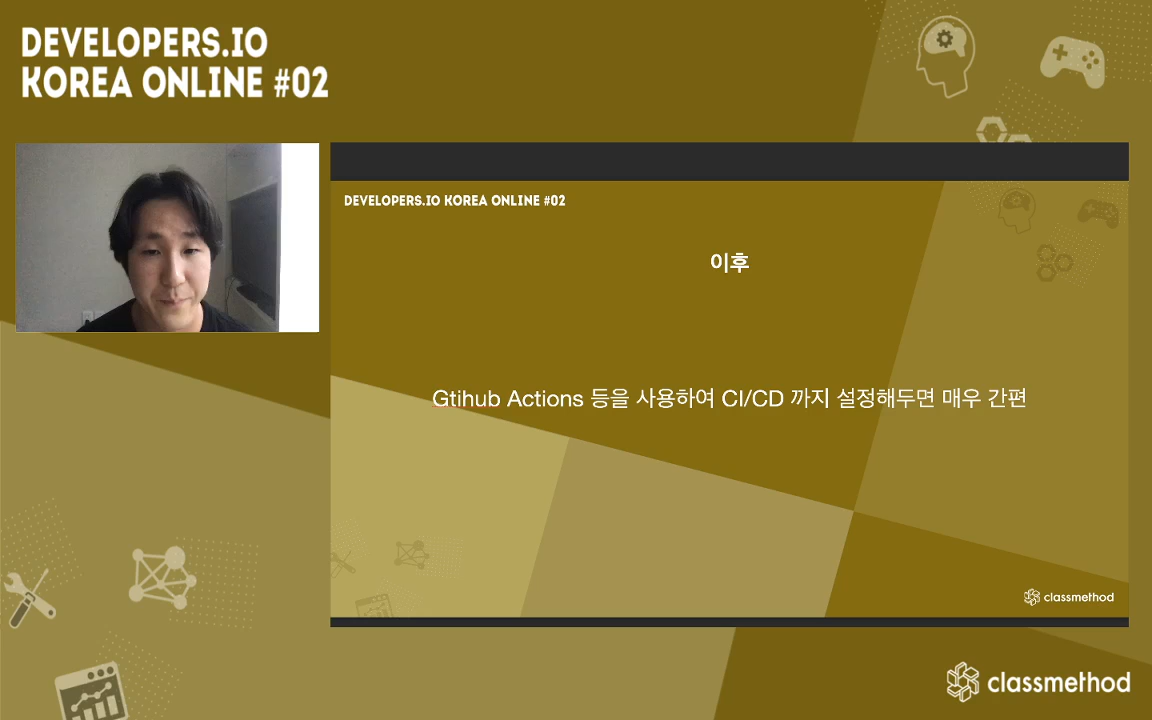 DEVELOPERS.IO
KOREA ONLINE #02
DEVELOPERS.IO KOREA ONLINE #02
이후
Gtihub Actions 등을 사용하여 CI/CD 까지 설정해두면 매우 간편
classmethod
classmethod